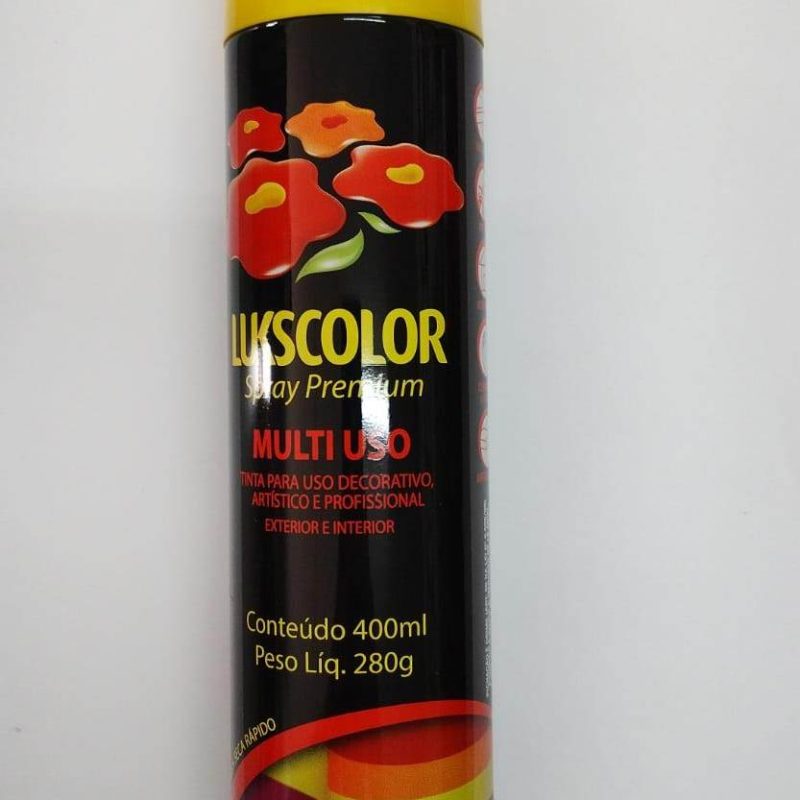 LUKSCOLOR
Spray Premium
MULTI USO
TINTA PARA USO DECORATIVO,
ARTÍSTICO E PROFISSIONAL
EXTERIOR E INTERIOR
Conteúdo 400ml
Peso Líq. 280g
SECA RÁPIDO